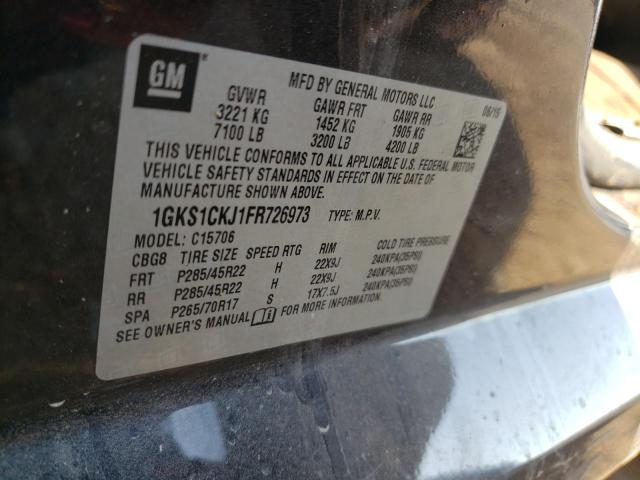 GM
MFD BY GENERAL MOTORS LLC
GVWR GAWR FRT GAWR RR 06/15
3221 KG 1452 KG 1905 KG
7100 LB 3200 LB 4200 LB
THIS VEHICLE CONFORMS TO ALL APPLICABLE U.S. FEDERAL MOTOR
VEHICLE SAFETY STANDARDS IN EFFECT ON THE DATE OF
MANUFACTURE SHOWN ABOVE.
1GKS1CKJ1FR726973 TYPE: M.P.V.
MODEL: C15706
CBG8 TIRE SIZE SPEED RTG RIM COLD TIRE PRESSURE
FRT P285/45R22 H 22X9J 240KPA(35PSI)
RR P285/45R22 H 22X9J 240KPA(35PSI)
SPA P265/70R17 S 17X7.5J 240KPA(35PSI)
SEE OWNER'S MANUAL FOR MORE INFORMATION.